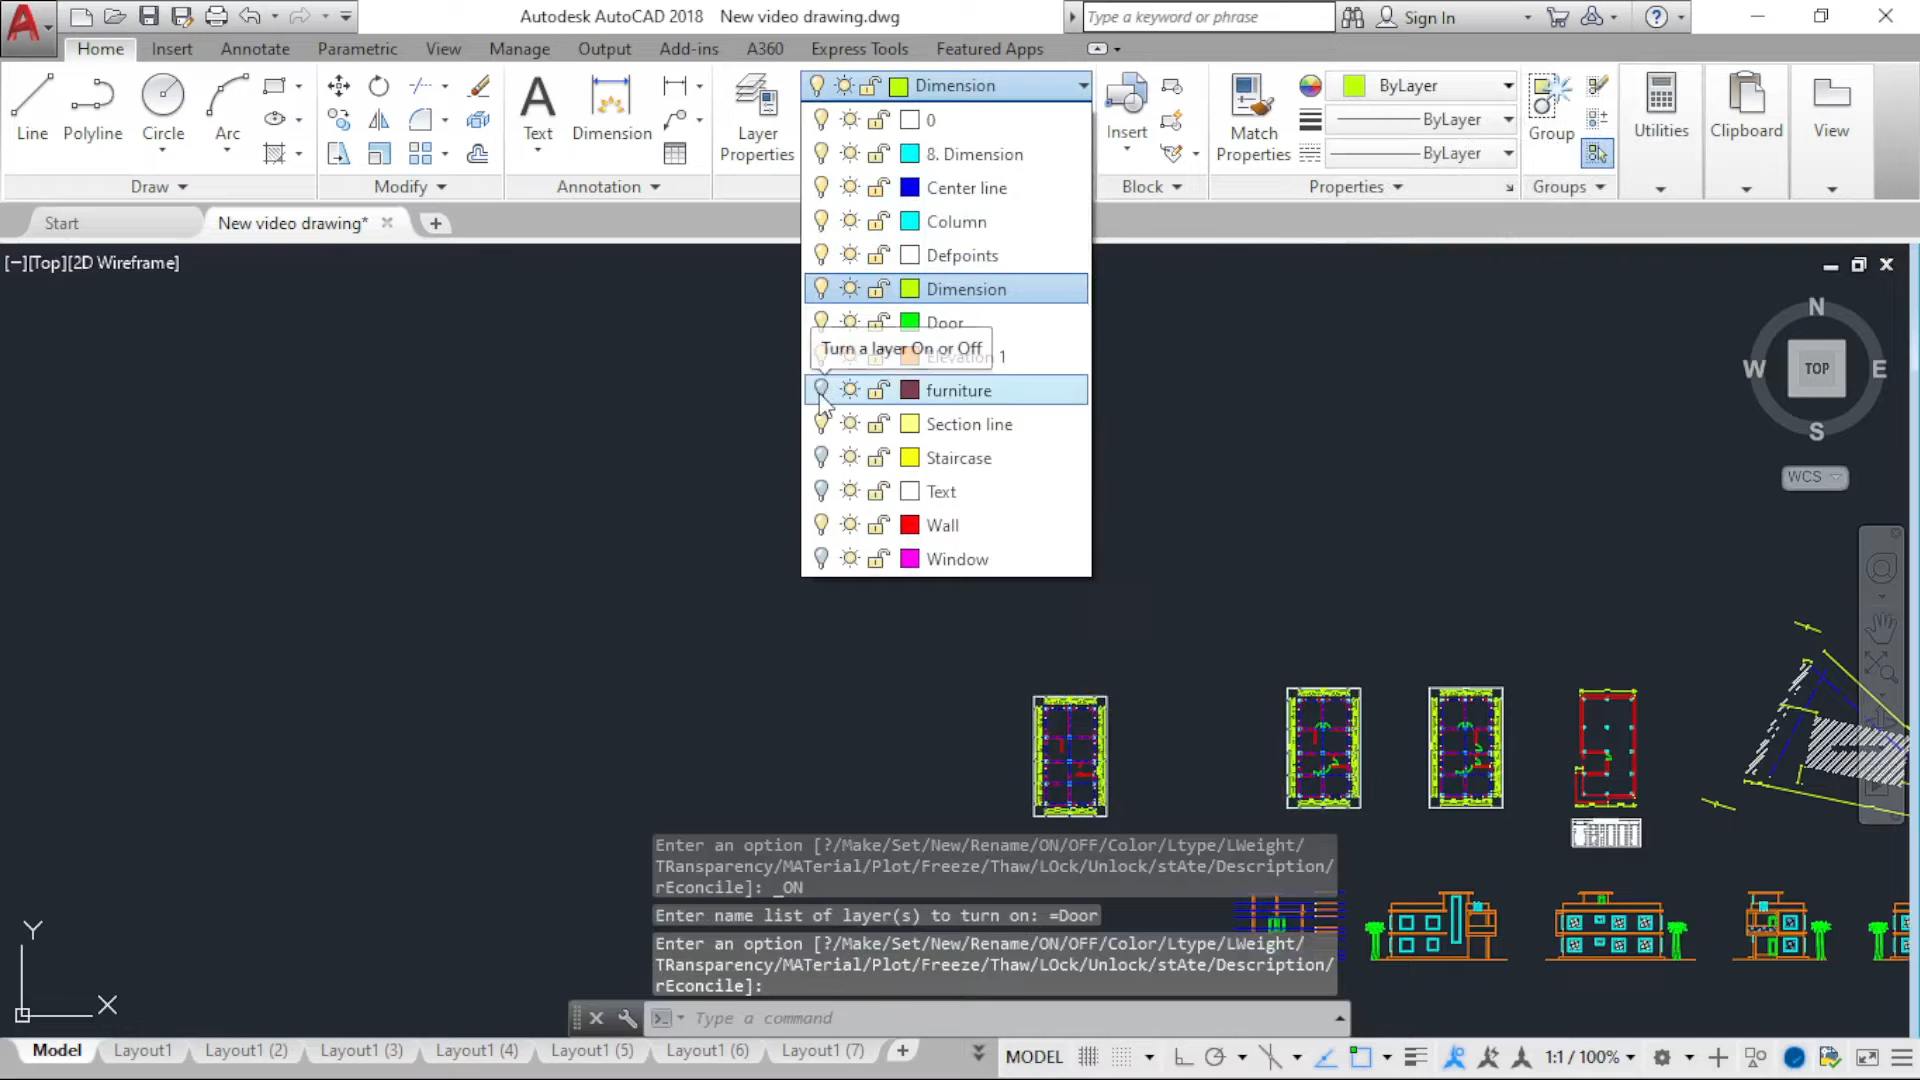 Autodesk AutoCAD 2018 New video drawing.dwg
Type a keyword or phrase
Sign In
Home Insert Annotate Parametric View Manage Output Add-ins A360 Express Tools Featured Apps
Line Polyline Circle Arc
Text Dimension
Layer
Properties
Dimension
Insert
Match
Properties
ByLayer
ByLayer
ByLayer
Group
Utilities Clipboard View
Draw Modify Annotation Block Properties Groups
Start New video drawing*
0
8. Dimension
Center line
Column
Defpoints
Dimension
Door
Elevation 1
Turn a layer On or Off
furniture
Section line
Staircase
Text
Wall
Window
[−][Top][2D Wireframe]
N
W TOP E
S
WCS
Y
X
Enter an option [?/Make/Set/New/Rename/ON/OFF/Color/Ltype/LWeight/
TRansparency/MATerial/Plot/Freeze/Thaw/LOck/Unlock/stAte/Description/
rEconcile]: _ON
Enter name list of layer(s) to turn on: =Door
Enter an option [?/Make/Set/New/Rename/ON/OFF/Color/Ltype/LWeight/
TRansparency/MATerial/Plot/Freeze/Thaw/LOck/Unlock/stAte/Description/
rEconcile]:
Type a command
Model Layout1 Layout1 (2) Layout1 (3) Layout1 (4) Layout1 (5) Layout1 (6) Layout1 (7)
MODEL 1:1 / 100%